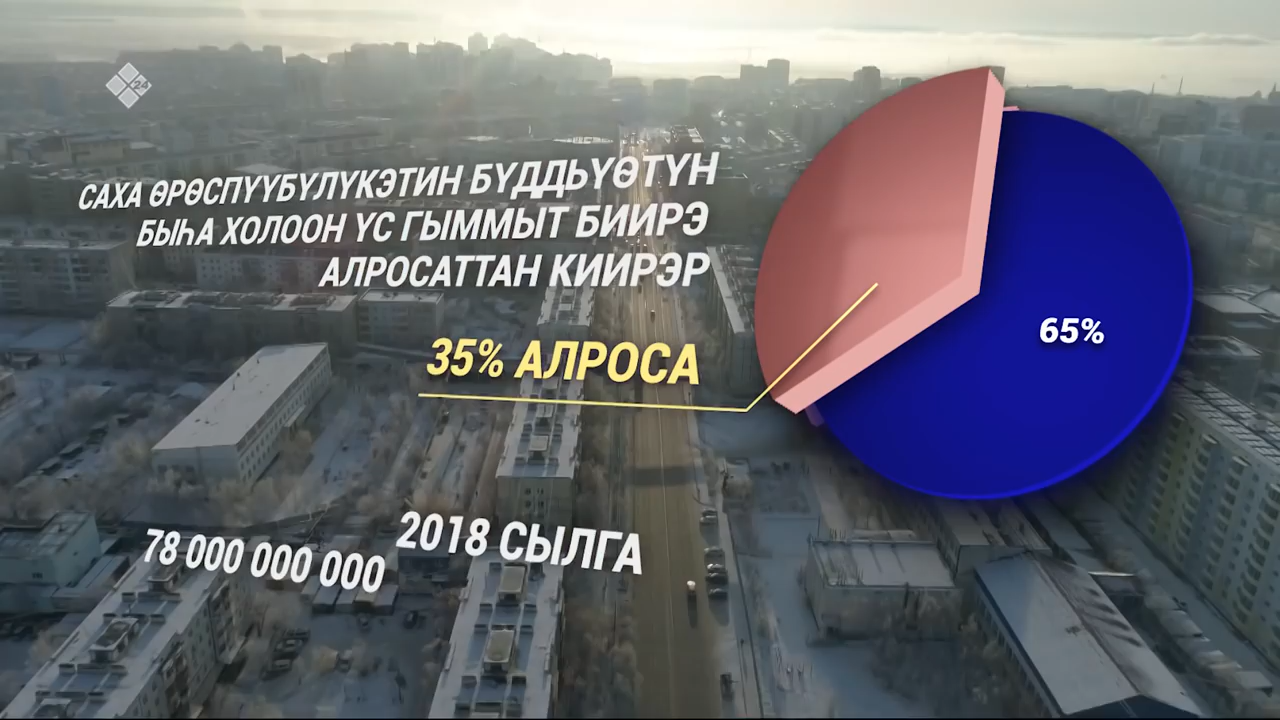 Х24
САХА ӨРӨСПҮҮБҮЛҮКЭТИН БҮДДЬҮӨТҮН
БЫҺА ХОЛООН ҮС ГЫММЫТ БИИРЭ
АЛРОСАТТАН КИИРЭР
35% АЛРОСА
65%
2018 СЫЛГА
78 000 000 000